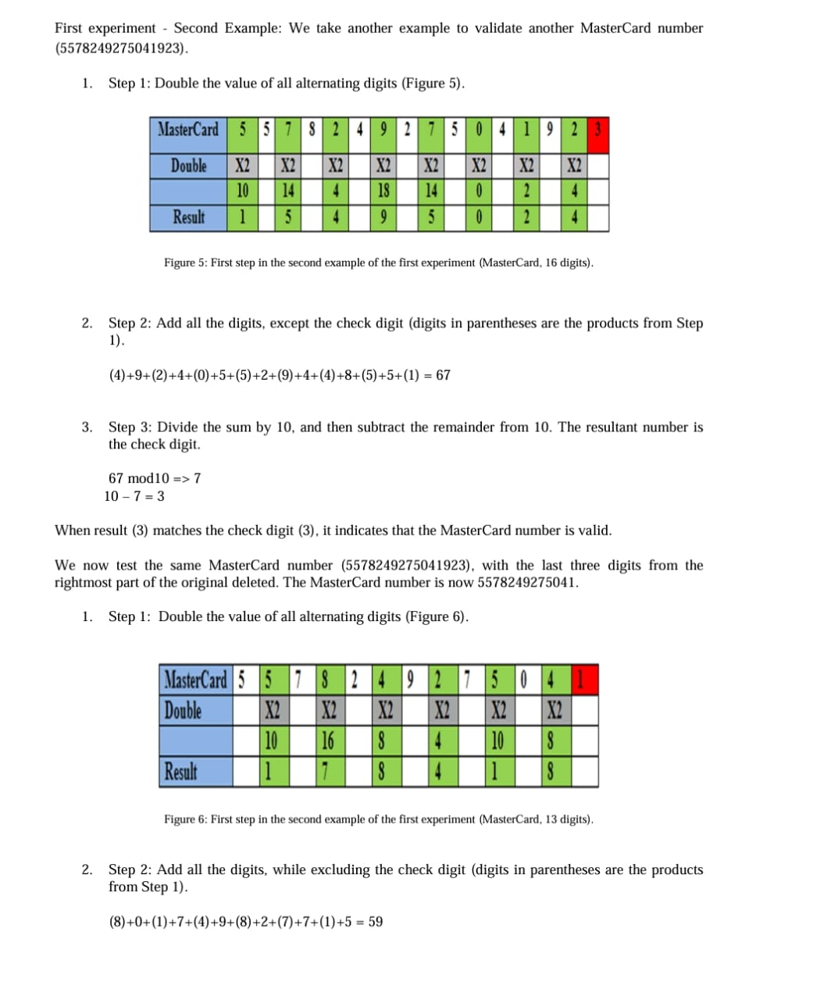 First experiment - Second Example: We take another example to validate another MasterCard number
(5578249275041923).
1. Step 1: Double the value of all alternating digits (Figure 5).
MasterCard 5 5 7 8 2 4 9 2 7 5 0 4 1 9 2 3
Double X2 X2 X2 X2 X2 X2 X2 X2
10 14 4 18 14 0 2 4
Result 1 5 4 9 5 0 2 4
Figure 5: First step in the second example of the first experiment (MasterCard, 16 digits).
2. Step 2: Add all the digits, except the check digit (digits in parentheses are the products from Step
1).
(4)+9+(2)+4+(0)+5+(5)+2+(9)+4+(4)+8+(5)+5+(1) = 67
3. Step 3: Divide the sum by 10, and then subtract the remainder from 10. The resultant number is
the check digit.
67 mod10 => 7
10 – 7 = 3
When result (3) matches the check digit (3), it indicates that the MasterCard number is valid.
We now test the same MasterCard number (5578249275041923), with the last three digits from the
rightmost part of the original deleted. The MasterCard number is now 5578249275041.
1. Step 1: Double the value of all alternating digits (Figure 6).
MasterCard 5 5 7 8 2 4 9 2 7 5 0 4 1
Double X2 X2 X2 X2 X2 X2
10 16 8 4 10 8
Result 1 7 8 4 1 8
Figure 6: First step in the second example of the first experiment (MasterCard, 13 digits).
2. Step 2: Add all the digits, while excluding the check digit (digits in parentheses are the products
from Step 1).
(8)+0+(1)+7+(4)+9+(8)+2+(7)+7+(1)+5 = 59